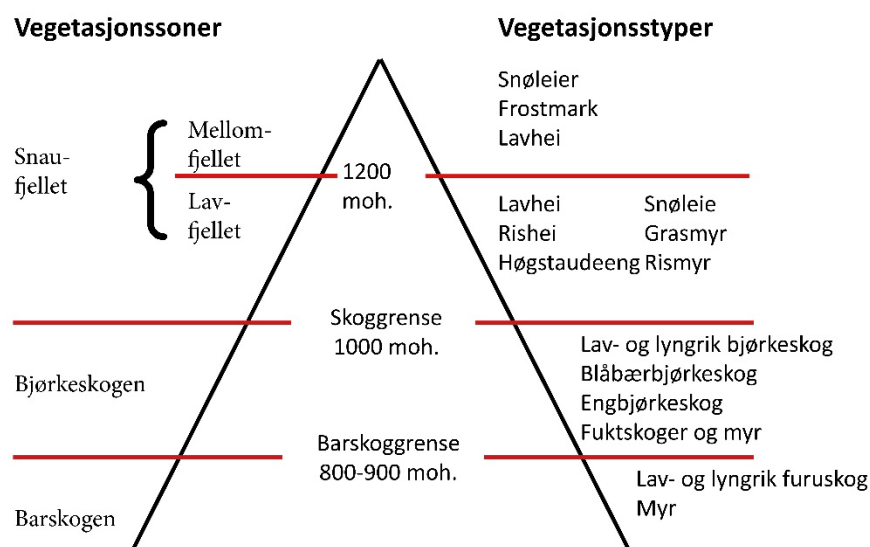 Vegetasjonssoner
Vegetasjonsstyper
Snøleier
Frostmark
Lavhei
Snau-
fjellet
Mellom-
fjellet
Lav-
fjellet
1200
moh.
Lavhei
Rishei
Høgstaudeeng
Snøleie
Grasmyr
Rismyr
Skoggrense
1000 moh.
Bjørkeskogen
Lav- og lyngrik bjørkeskog
Blåbærbjørkeskog
Engbjørkeskog
Fuktskoger og myr
Barskoggrense
800-900 moh.
Barskogen
Lav- og lyngrik furuskog
Myr